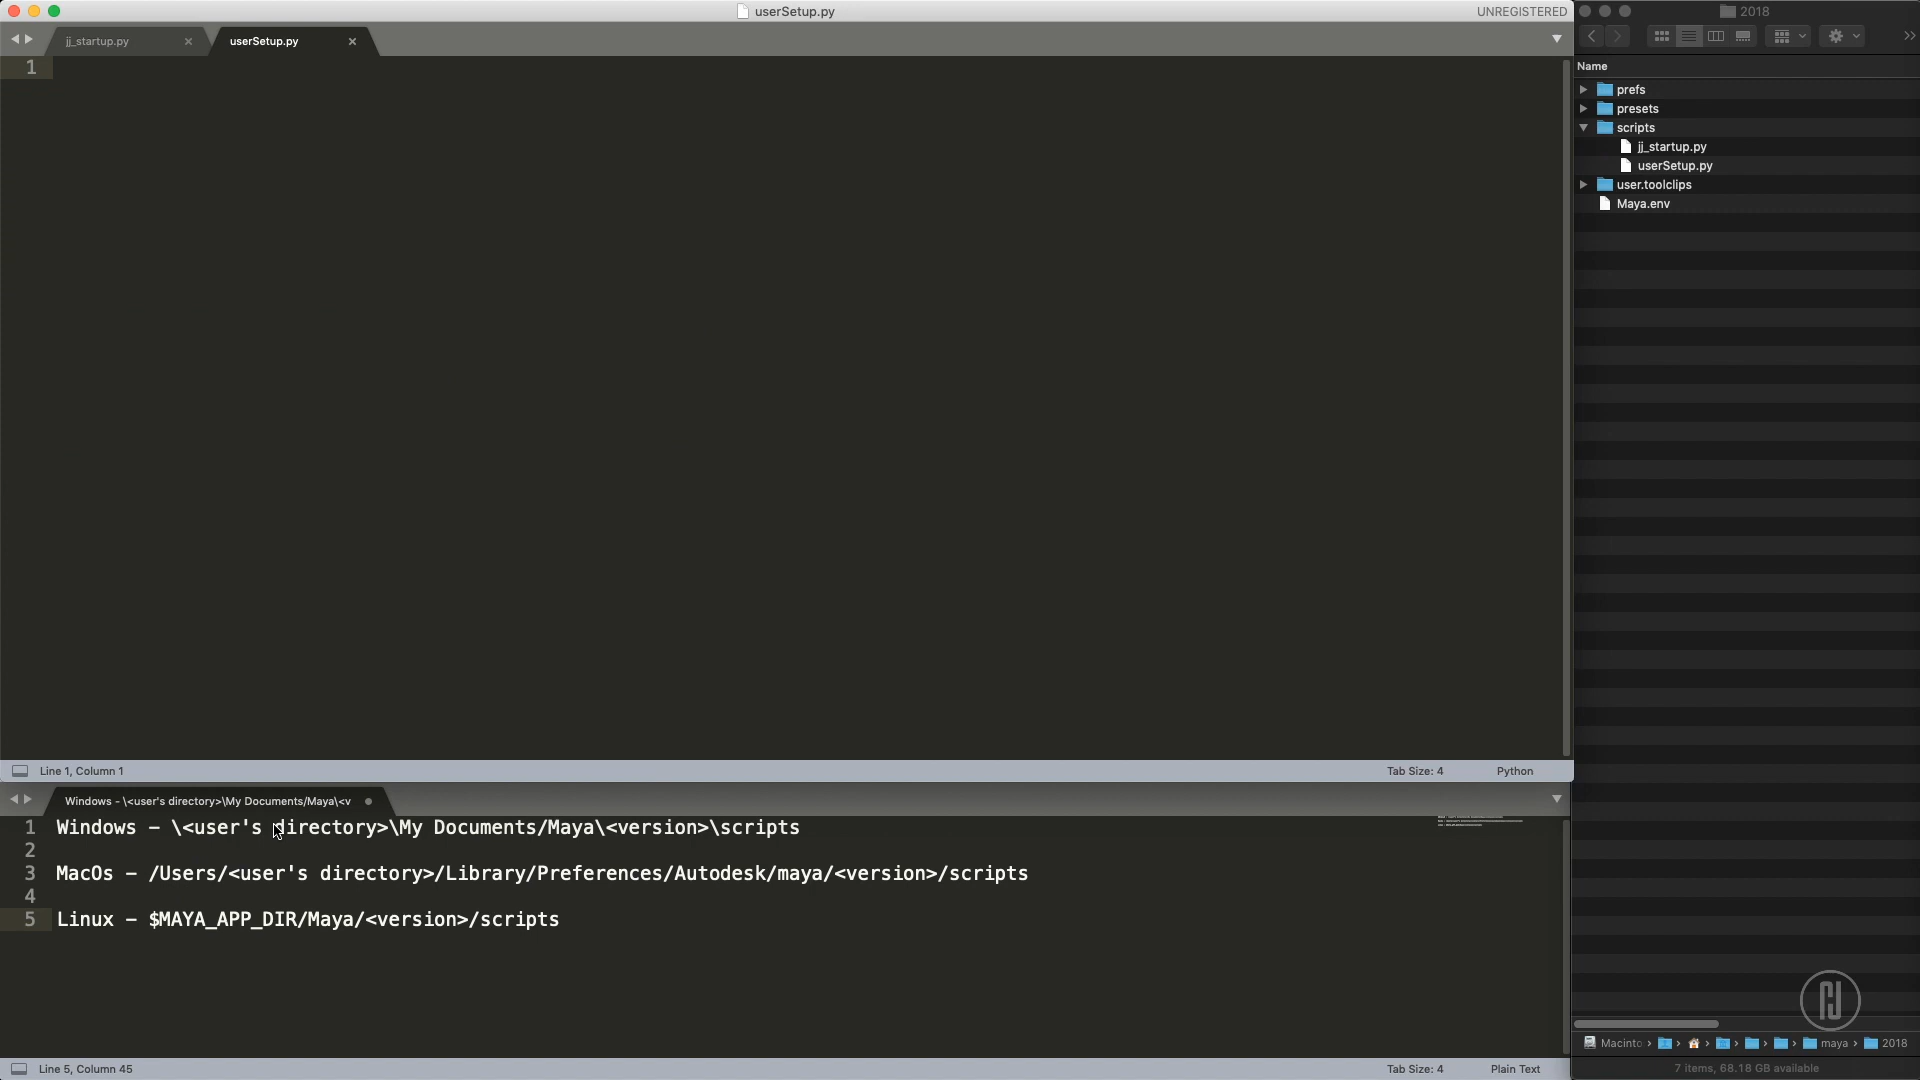 userSetup.py
UNREGISTERED
jj_startup.py
userSetup.py
1
Line 1, Column 1
Tab Size: 4
Python
Windows - \<user's directory>\My Documents/Maya\<v
1 Windows - \<user's directory>\My Documents/Maya\<version>\scripts
2
3 MacOs - /Users/<user's directory>/Library/Preferences/Autodesk/maya/<version>/scripts
4
5 Linux - $MAYA_APP_DIR/Maya/<version>/scripts
Line 5, Column 45
Tab Size: 4
Plain Text
2018
Name
prefs
presets
scripts
jj_startup.py
userSetup.py
user.toolclips
Maya.env
Macinto
maya
2018
7 items, 68.18 GB available